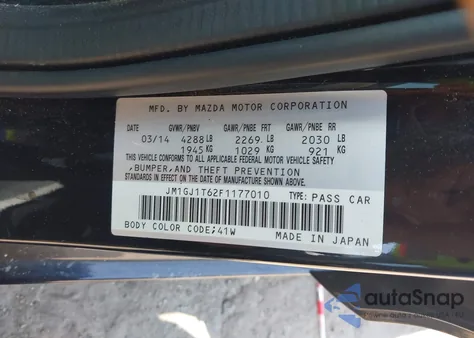 MFD. BY MAZDA MOTOR CORPORATION
DATE GVWR/PNBV GVWR/PNBE FRT GVWR/PNBE RR
03/14 4288 LB 2269 LB 2030 LB
1945 KG 1029 KG 921 KG
THIS VEHICLE CONFORMS TO ALL APPLICABLE FEDERAL MOTOR VEHICLE SAFETY
,BUMPER,AND THEFT PREVENTION
STANDARDS IN EFFECT ON THE DATE OF MANUFACTURE SHOWN ABOVE.
JM1GJ1T62F1177010 TYPE: PASS CAR
BODY COLOR CODE;41W MADE IN JAPAN
autoSnap